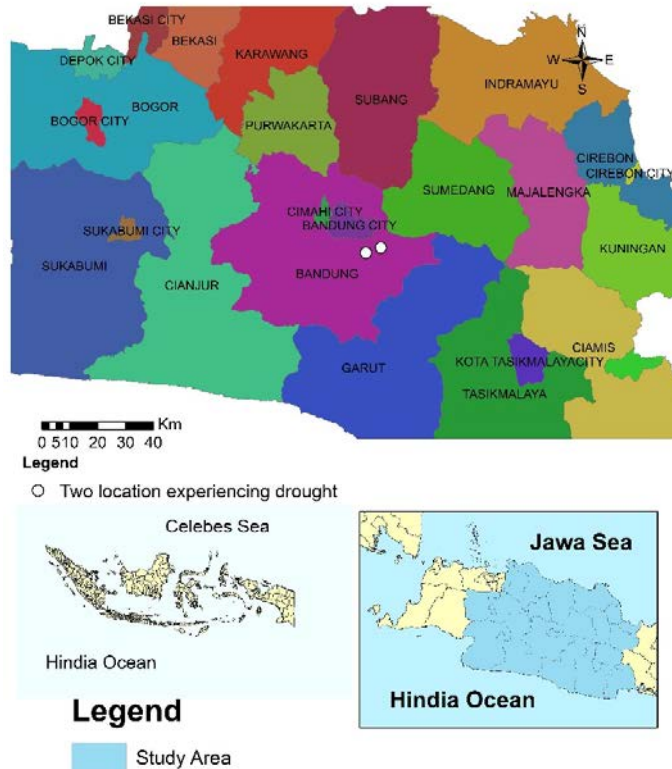 BEKASI CITY
BEKASI
KARAWANG
DEPOK CITY
N
W E
S
INDRAMAYU
SUBANG
BOGOR
BOGOR CITY
PURWAKARTA
CIREBON
CIREBON CITY
SUMEDANG
MAJALENGKA
CIMAHI CITY
BANDUNG CITY
SUKABUMI CITY
KUNINGAN
SUKABUMI
CIANJUR
BANDUNG
CIAMIS
GARUT
KOTA TASIKMALAYACITY
TASIKMALAYA
Km
0 510 20 30 40
Legend
Two location experiencing drought
Celebes Sea
Hindia Ocean
Jawa Sea
Hindia Ocean
Legend
Study Area